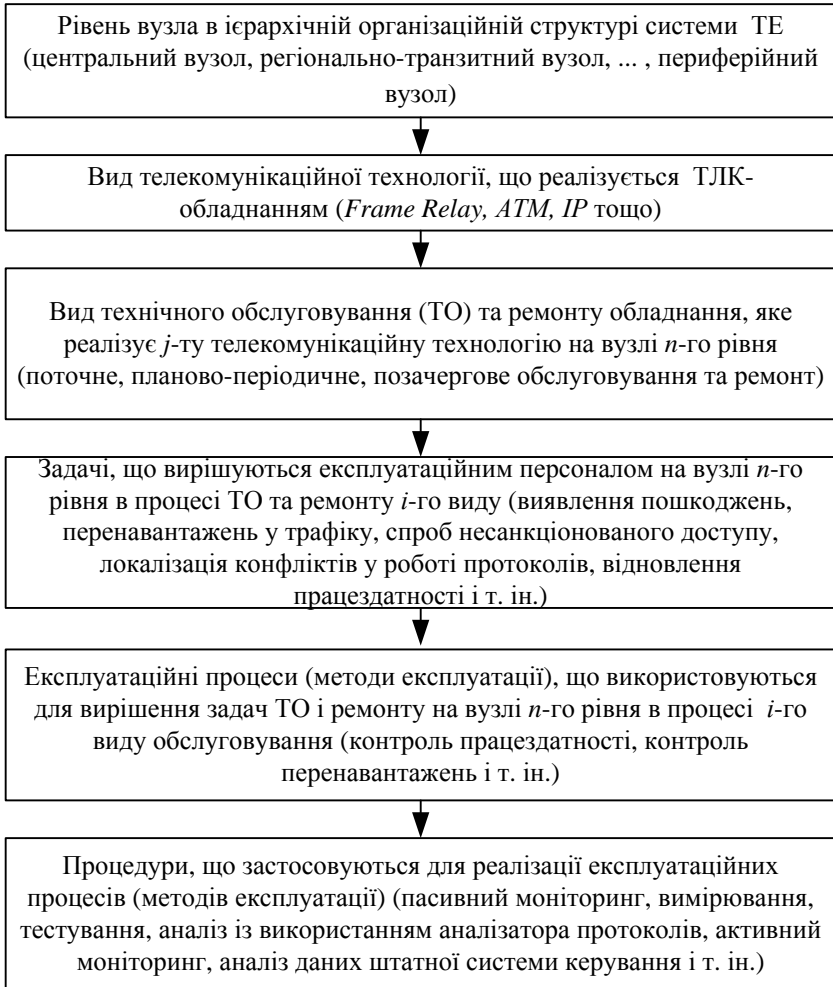 Рівень вузла в ієрархічній організаційній структурі системи ТЕ
(центральний вузол, регіонально-транзитний вузол, ... , периферійний
вузол)
Вид телекомунікаційної технології, що реалізується ТЛК-
обладнанням (Frame Relay, ATM, IP тощо)
Вид технічного обслуговування (ТО) та ремонту обладнання, яке
реалізує j-ту телекомунікаційну технологію на вузлі n-го рівня
(поточне, планово-періодичне, позачергове обслуговування та ремонт)
Задачі, що вирішуються експлуатаційним персоналом на вузлі n-го
рівня в процесі ТО та ремонту i-го виду (виявлення пошкоджень,
перенавантажень у трафіку, спроб несанкціонованого доступу,
локалізація конфліктів у роботі протоколів, відновлення
працездатності і т. ін.)
Експлуатаційні процеси (методи експлуатації), що використовуються
для вирішення задач ТО і ремонту на вузлі n-го рівня в процесі i-го
виду обслуговування (контроль працездатності, контроль
перенавантажень і т. ін.)
Процедури, що застосовуються для реалізації експлуатаційних
процесів (методів експлуатації) (пасивний моніторинг, вимірювання,
тестування, аналіз із використанням аналізатора протоколів, активний
моніторинг, аналіз даних штатної системи керування і т. ін.)